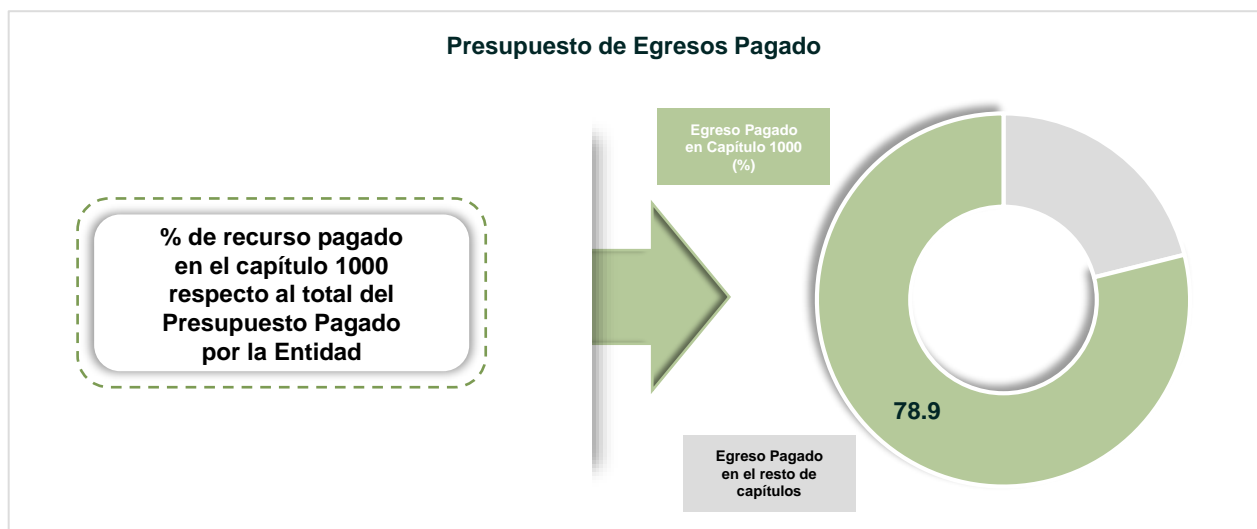 Presupuesto de Egresos Pagado
Egreso Pagado
en Capítulo 1000
(%)
% de recurso pagado
en el capítulo 1000
respecto al total del
Presupuesto Pagado
por la Entidad
78.9
Egreso Pagado
en el resto de
capítulos